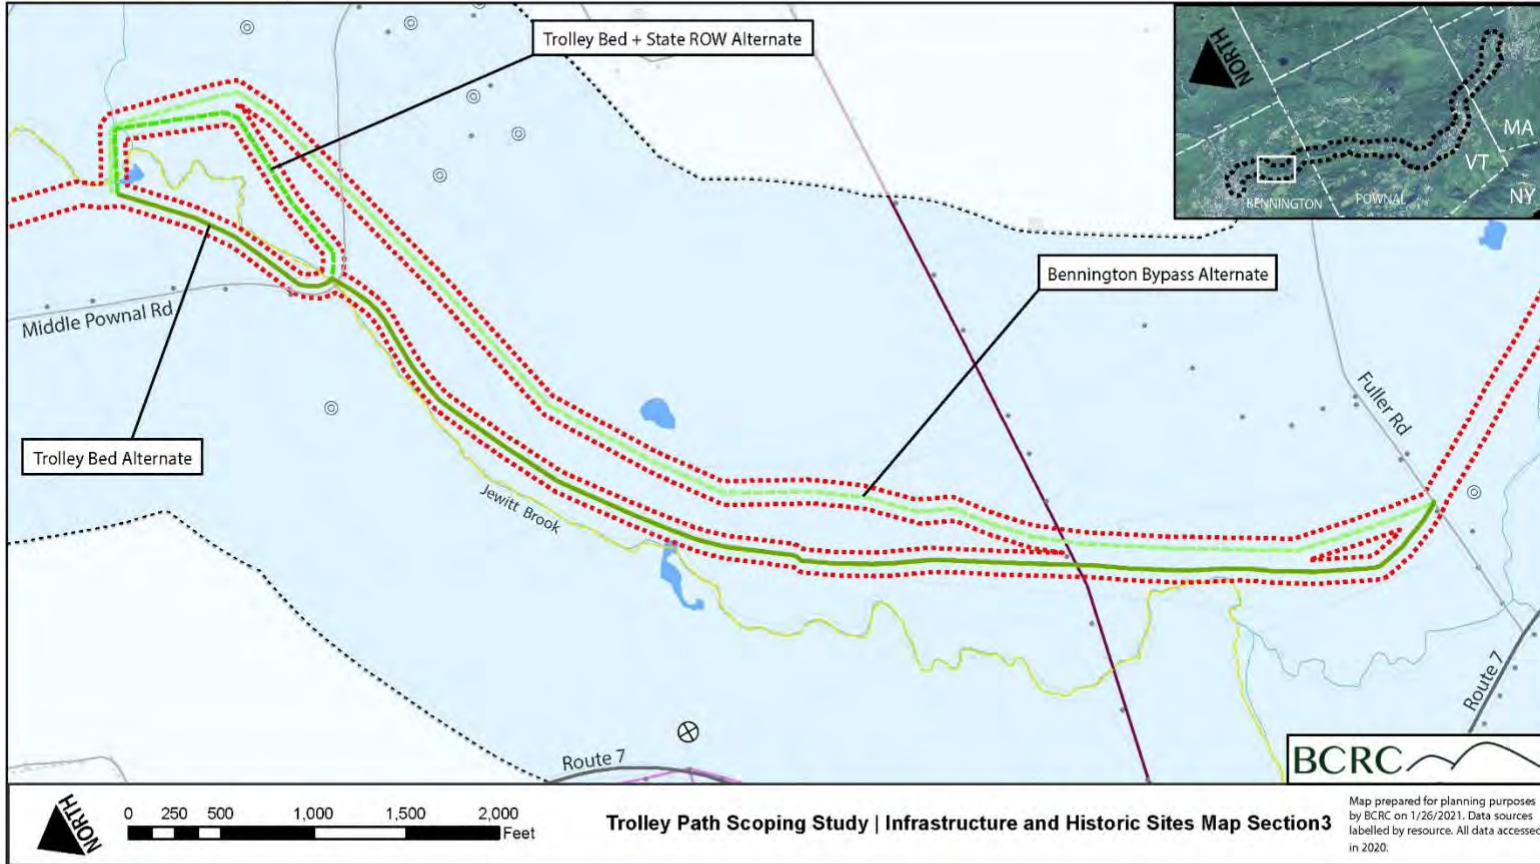 Trolley Bed + State ROW Alternate
NORTH
MA
VT
NY
BENNINGTON
POWNAL
Bennington Bypass Alternate
Middle Pownal Rd
Fuller Rd
Trolley Bed Alternate
Jewitt Brook
Route 7
Route 7
BCRC
NORTH
0 250 500 1,000 1,500 2,000
Feet
Trolley Path Scoping Study | Infrastructure and Historic Sites Map Section3
Map prepared for planning purposes
by BCRC on 1/26/2021. Data sources
labelled by resource. All data accessed
in 2020.